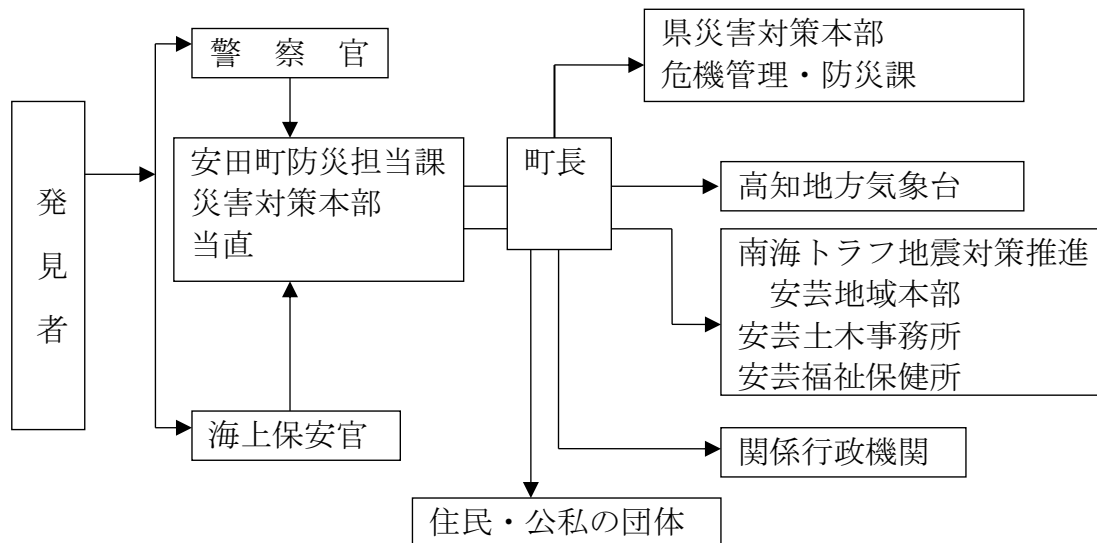 発見者
警 察 官
安田町防災担当課
災害対策本部
当直
海上保安官
町長
県災害対策本部
危機管理・防災課
高知地方気象台
南海トラフ地震対策推進
安芸地域本部
安芸土木事務所
安芸福祉保健所
関係行政機関
住民・公私の団体